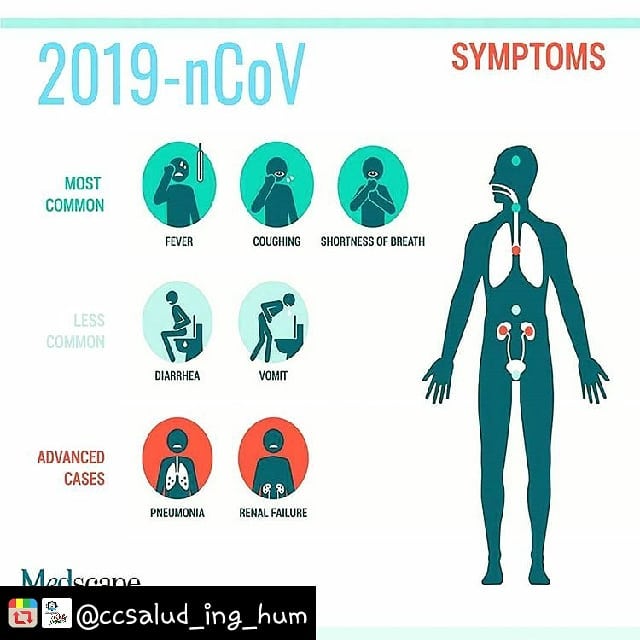 2019-nCoV
SYMPTOMS
MOST
COMMON
FEVER
COUGHING
SHORTNESS OF BREATH
LESS
COMMON
DIARRHEA
VOMIT
ADVANCED
CASES
PNEUMONIA
RENAL FAILURE
Medscape
@ccsalud_ing_hum